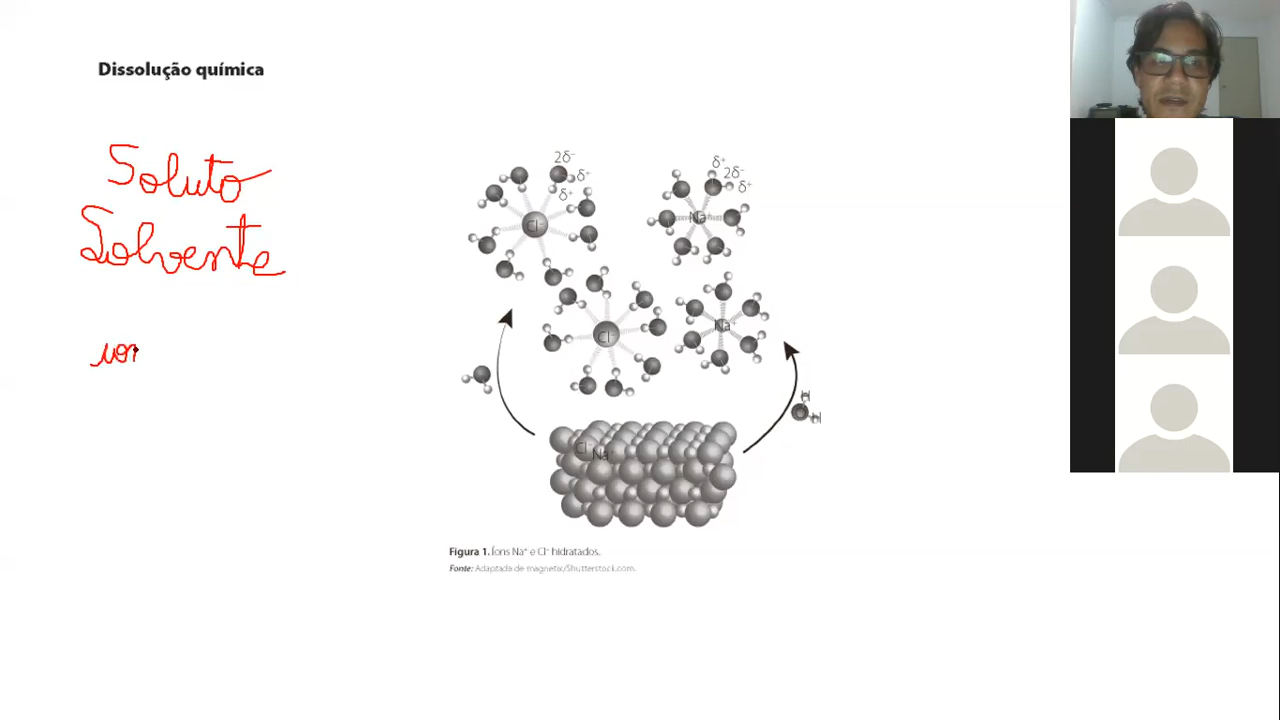 Dissolução química
Soluto
Solvente
2δ⁻
δ⁺
δ⁺
Cl⁻
δ⁺
2δ⁻
δ⁺
Na⁺
Cl⁻
Na⁺
H
O
H
Cl⁻
Na⁺
Figura 1. Íons Na⁺ e Cl⁻ hidratados.
Fonte: Adaptada de magnetix/Shutterstock.com.